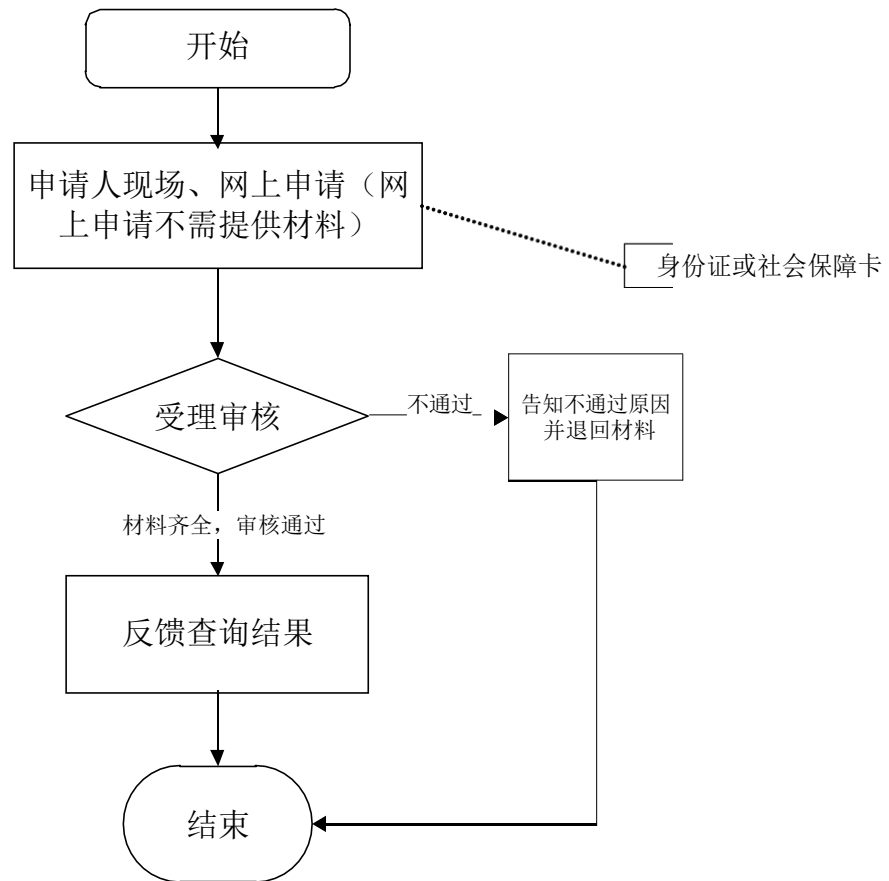 开始
申请人现场、网上申请（网
上申请不需提供材料）
身份证或社会保障卡
受理审核
不通过
告知不通过原因
并退回材料
材料齐全，审核通过
反馈查询结果
结束